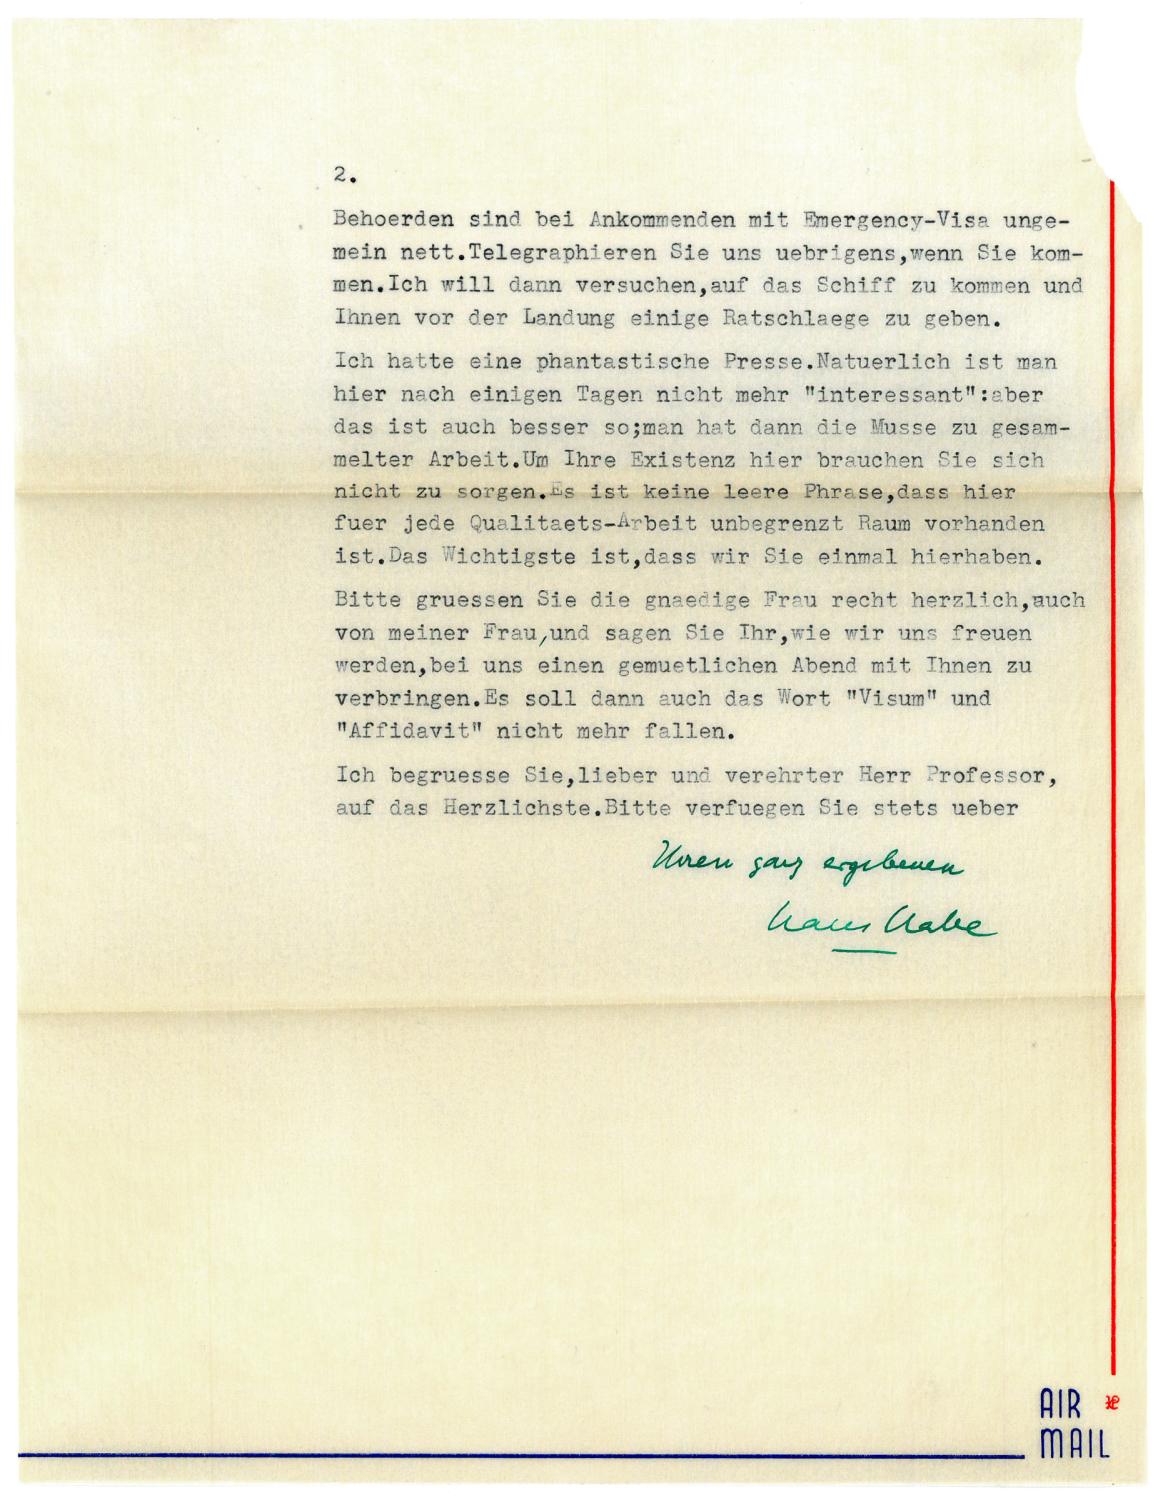 2.
Behoerden sind bei Ankommenden mit Emergency-Visa unge-
mein nett.Telegraphieren Sie uns uebrigens,wenn Sie kom-
men.Ich will dann versuchen,auf das Schiff zu kommen und
Ihnen vor der Landung einige Ratschlaege zu geben.
Ich hatte eine phantastische Presse.Natuerlich ist man
hier nach einigen Tagen nicht mehr "interessant":aber
das ist auch besser so;man hat dann die Musse zu gesam-
melter Arbeit.Um Ihre Existenz hier brauchen Sie sich
nicht zu sorgen.Es ist keine leere Phrase,dass hier
fuer jede Qualitaets-Arbeit unbegrenzt Raum vorhanden
ist.Das Wichtigste ist,dass wir Sie einmal hierhaben.
Bitte gruessen Sie die gnaedige Frau recht herzlich,auch
von meiner Frau,und sagen Sie Ihr,wie wir uns freuen
werden,bei uns einen gemuetlichen Abend mit Ihnen zu
verbringen.Es soll dann auch das Wort "Visum" und
"Affidavit" nicht mehr fallen.
Ich begruesse Sie,lieber und verehrter Herr Professor,
auf das Herzlichste.Bitte verfuegen Sie stets ueber
Ihren ganz ergebenen
Hans Habe
AIR
MAIL